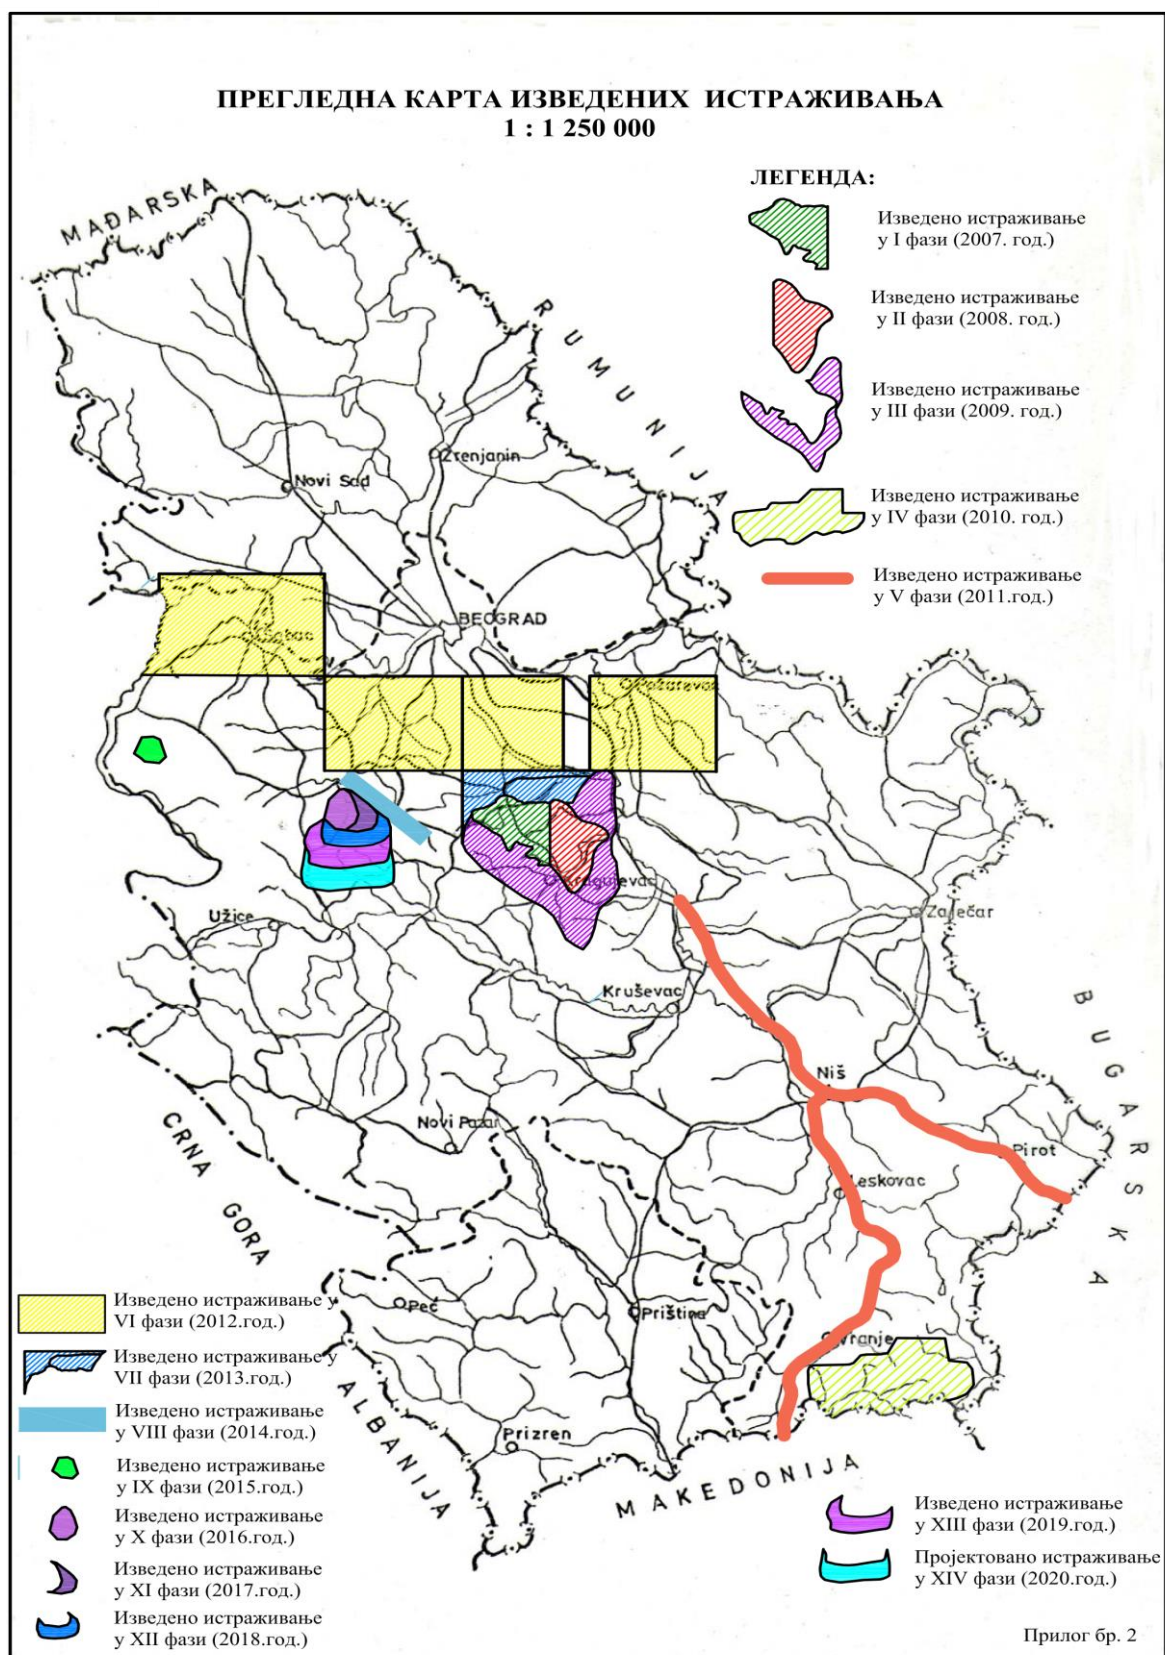 ПРЕГЛЕДНА КАРТА ИЗВЕДЕНИХ ИСТРАЖИВАЊА
1 : 1 250 000
ЛЕГЕНДА:
Изведено истраживање
у I фази (2007. год.)
Изведено истраживање
у II фази (2008. год.)
Изведено истраживање
у III фази (2009. год.)
Изведено истраживање
у IV фази (2010. год.)
Изведено истраживање
у V фази (2011.год.)
MAĐARSKA
RUMUNIJA
Zrenjanin
Novi Sad
BEOGRAD
Šabac
Požarevac
Kragujevac
Užice
Zaječar
Kruševac
BUGARSKA
Niš
Novi Pazar
Pirot
CRNA GORA
Leskovac
Peć
Priština
Vranje
ALBANIJA
Prizren
MAKEDONIJA
Изведено истраживање у
VI фази (2012.год.)
Изведено истраживање у
VII фази (2013.год.)
Изведено истраживање
у VIII фази (2014.год.)
Изведено истраживање
у IX фази (2015.год.)
Изведено истраживање
у X фази (2016.год.)
Изведено истраживање
у XI фази (2017.год.)
Изведено истраживање
у XII фази (2018.год.)
Изведено истраживање
у XIII фази (2019.год.)
Пројектовано истраживање
у XIV фази (2020.год.)
Прилог бр. 2